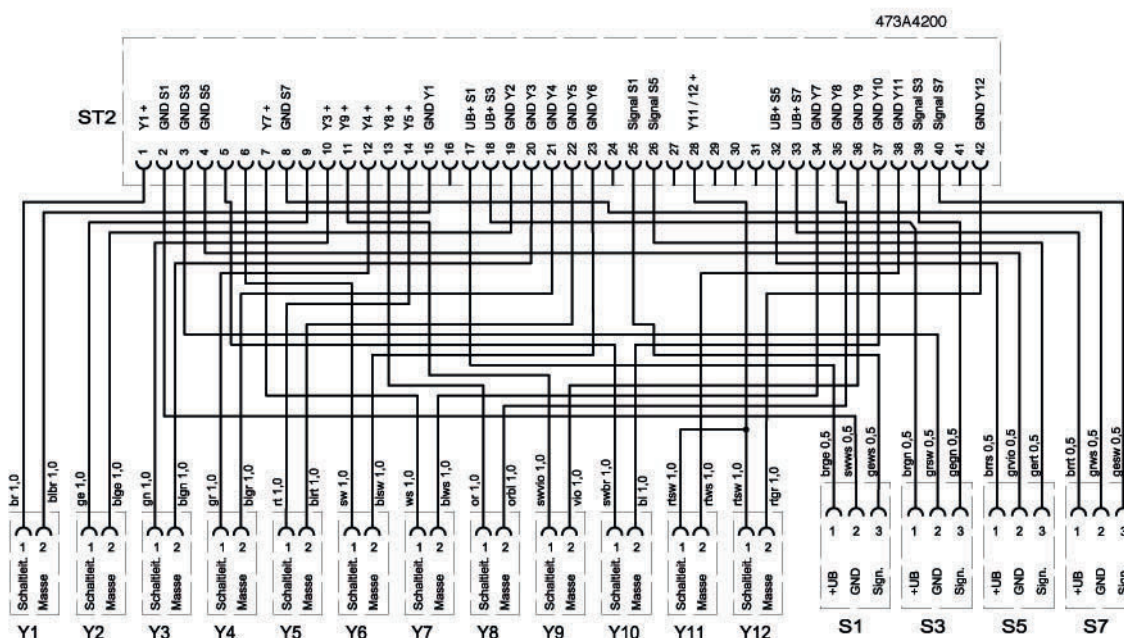 473A4200
ST2
Y1 +
GND S1
GND S3
GND S5
Y7 +
GND S7
Y3 +
Y9 +
Y4 +
Y8 +
Y5 +
GND Y1
UB+ S1
UB+ S3
GND Y2
GND Y3
GND Y4
GND Y5
GND Y6
Signal S1
Signal S5
Y11 / 12 +
UB+ S5
UB+ S7
GND Y7
GND Y8
GND Y9
GND Y10
GND Y11
Signal S3
Signal S7
GND Y12
1 2 3 4 5 6 7 8 9 10 11 12 13 14 15 16 17 18 19 20 21 22 23 24 25 26 27 28 29 30 31 32 33 34 35 36 37 38 39 40 41 42
br 1,0
blbr 1,0
ge 1,0
blge 1,0
gn 1,0
blgn 1,0
gr 1,0
blgr 1,0
rt 1,0
blrt 1,0
sw 1,0
blsw 1,0
ws 1,0
blws 1,0
or 1,0
orbl 1,0
swvio 1,0
vio 1,0
swbr 1,0
bl 1,0
rtsw 1,0
rtws 1,0
rtsw 1,0
rtgr 1,0
brge 0,5
swws 0,5
gews 0,5
brgn 0,5
grsw 0,5
gegn 0,5
brrs 0,5
grvio 0,5
gert 0,5
brrt 0,5
grws 0,5
gesw 0,5
1 2 3 1 2 3 1 2 3 1 2 3
1 2 1 2 1 2 1 2 1 2 1 2 1 2 1 2 1 2 1 2 1 2 1 2
Schaltleit.
Masse
Schaltleit.
Masse
Schaltleit.
Masse
Schaltleit.
Masse
Schaltleit.
Masse
Schaltleit.
Masse
Schaltleit.
Masse
Schaltleit.
Masse
Schaltleit.
Masse
Schaltleit.
Masse
Schaltleit.
Masse
Schaltleit.
Masse
+UB
GND
Sign.
+UB
GND
Sign.
+UB
GND
Sign.
+UB
GND
Sign.
Y1 Y2 Y3 Y4 Y5 Y6 Y7 Y8 Y9 Y10 Y11 Y12 S1 S3 S5 S7